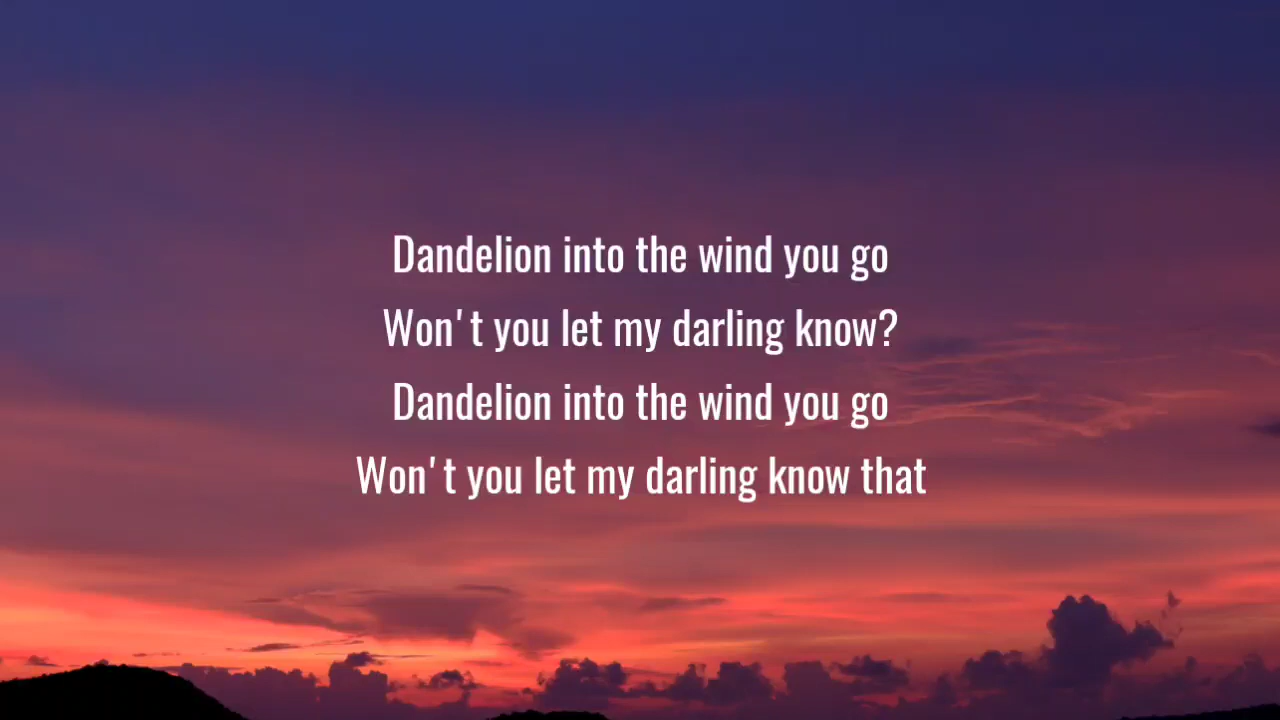 Dandelion into the wind you go
Won't you let my darling know?
Dandelion into the wind you go
Won't you let my darling know that